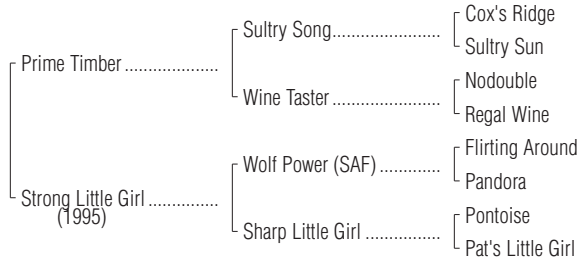 Cox's Ridge
Sultry Song
Sultry Sun
Prime Timber
Nodouble
Wine Taster
Regal Wine
Flirting Around
Wolf Power (SAF)
Pandora
Strong Little Girl
(1995)
Pontoise
Sharp Little Girl
Pat's Little Girl